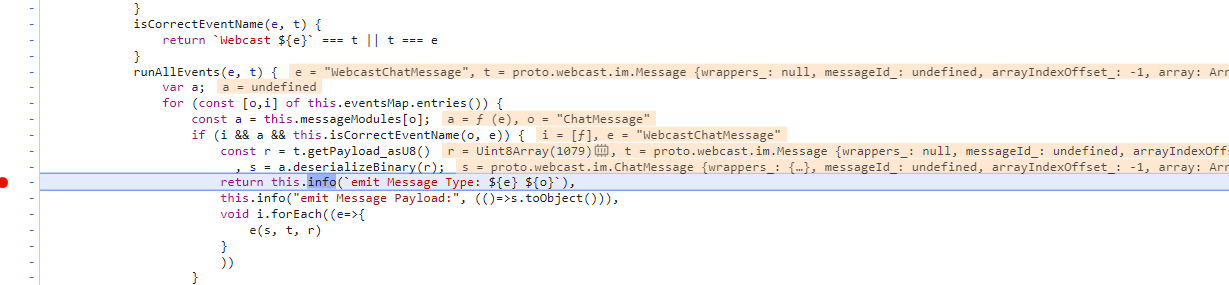 }
isCorrectEventName(e, t) {
return `Webcast ${e}` === t || t === e
}
runAllEvents(e, t) { e = "WebcastChatMessage", t = proto.webcast.im.Message {wrappers_: null, messageId_: undefined, arrayIndexOffset_: -1, array: Arr
var a; a = undefined
for (const [o,i] of this.eventsMap.entries()) {
const a = this.messageModules[o]; a = ƒ (e), o = "ChatMessage"
if (i && a && this.isCorrectEventName(o, e)) { i = [ƒ], e = "WebcastChatMessage"
const r = t.getPayload_asU8() r = Uint8Array(1079), t = proto.webcast.im.Message {wrappers_: null, messageId_: undefined, arrayIndexOffs
, s = a.deserializeBinary(r); s = proto.webcast.im.ChatMessage {wrappers_: {…}, messageId_: undefined, arrayIndexOffset_: -1, array: Arr
return this.info(`emit Message Type: ${e} ${o}`),
this.info("emit Message Payload:", (()=>s.toObject())),
void i.forEach((e=>{
e(s, t, r)
}
))
}